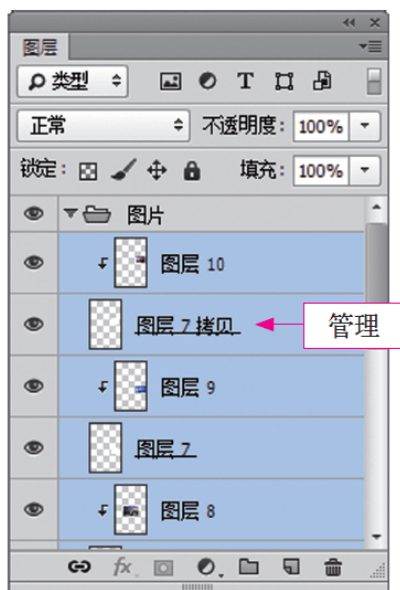 图层
类型 T
正常 不透明度: 100%
锁定: 填充: 100%
图片
图层 10
图层 7 拷贝
管理
图层 9
图层 7
图层 8
fx